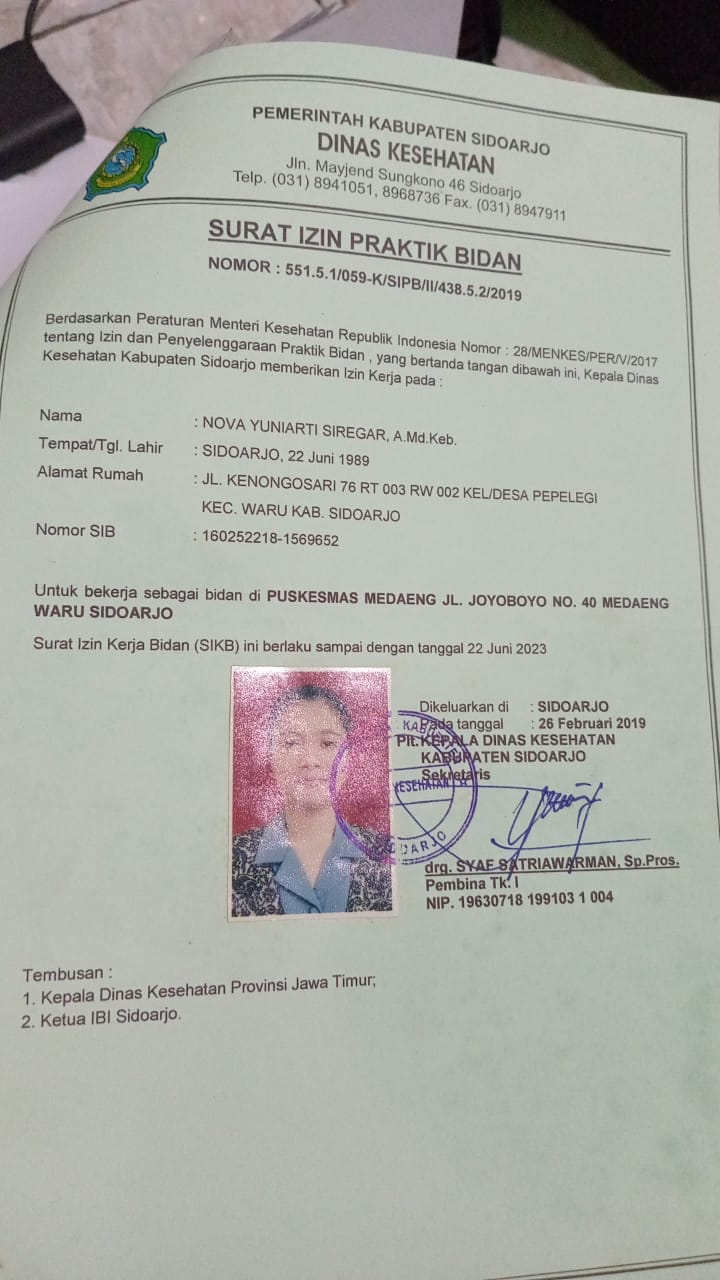 PEMERINTAH KABUPATEN SIDOARJO
DINAS KESEHATAN
Jln. Mayjend Sungkono 46 Sidoarjo
Telp. (031) 8941051, 8968736 Fax. (031) 8947911
SURAT IZIN PRAKTIK BIDAN
NOMOR : 551.5.1/059-K/SIPB/II/438.5.2/2019
Berdasarkan Peraturan Menteri Kesehatan Republik Indonesia Nomor : 28/MENKES/PER/V/2017
tentang Izin dan Penyelenggaraan Praktik Bidan , yang bertanda tangan dibawah ini, Kepala Dinas
Kesehatan Kabupaten Sidoarjo memberikan Izin Kerja pada :
Nama : NOVA YUNIARTI SIREGAR, A.Md.Keb.
Tempat/Tgl. Lahir : SIDOARJO, 22 Juni 1989
Alamat Rumah : JL. KENONGOSARI 76 RT 003 RW 002 KEL/DESA PEPELEGI
KEC. WARU KAB. SIDOARJO
Nomor SIB : 160252218-1569652
Untuk bekerja sebagai bidan di PUSKESMAS MEDAENG JL. JOYOBOYO NO. 40 MEDAENG
WARU SIDOARJO
Surat Izin Kerja Bidan (SIKB) ini berlaku sampai dengan tanggal 22 Juni 2023
Dikeluarkan di : SIDOARJO
Pada tanggal : 26 Februari 2019
Plt.KEPALA DINAS KESEHATAN
KABUPATEN SIDOARJO
Sekretaris
KESEHATAN
drg. SYAF SATRIAWARMAN, Sp.Pros.
Pembina Tk. I
NIP. 19630718 199103 1 004
Tembusan :
1. Kepala Dinas Kesehatan Provinsi Jawa Timur;
2. Ketua IBI Sidoarjo.